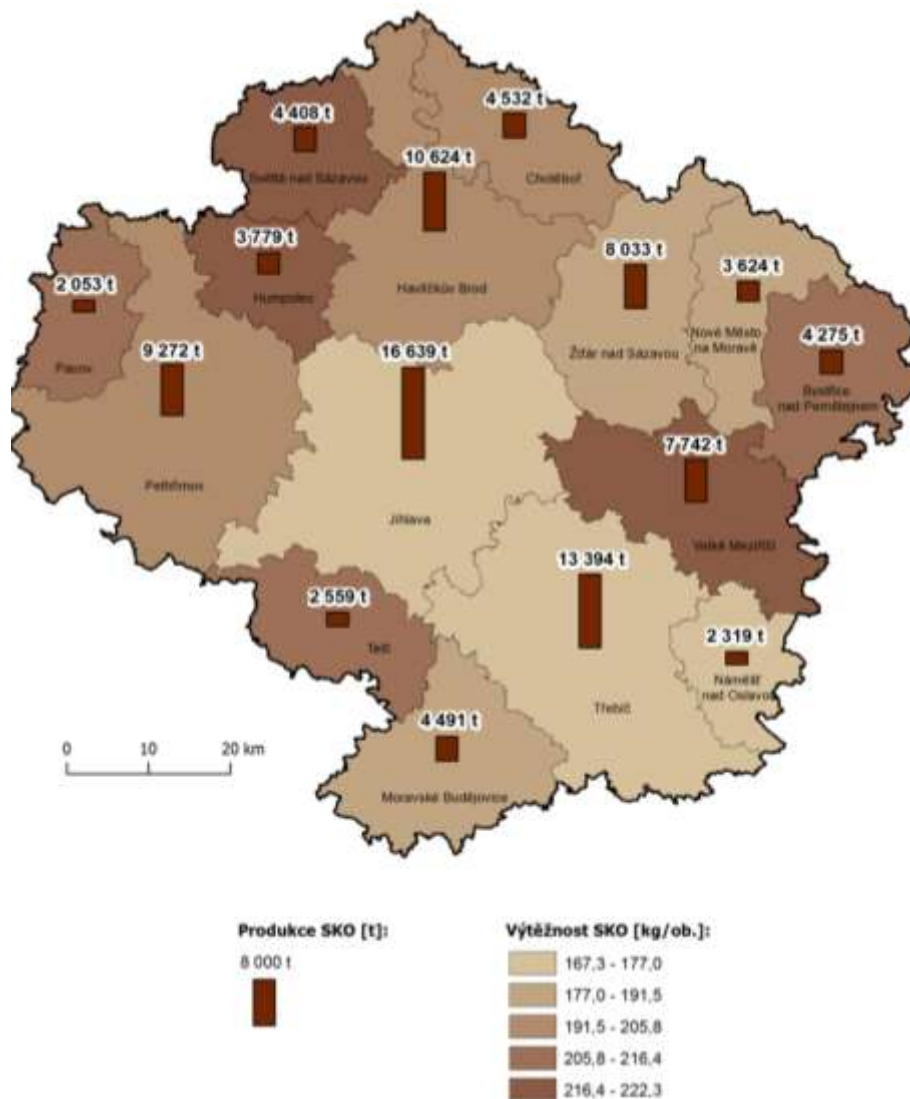 4 532 t
4 408 t
Světlá nad Sázavou
10 624 t
Chotěboř
3 779 t
8 033 t
3 624 t
2 053 t
Humpolec
Havlíčkův Brod
Nové Město
na Moravě
4 275 t
9 272 t
16 639 t
Žďár nad Sázavou
Pacov
Bystřice
nad Pernštejnem
7 742 t
Pelhřimov
Jihlava
Velké Meziříčí
13 394 t
2 559 t
2 319 t
Telč
Náměšť
nad Oslavou
Třebíč
4 491 t
0 10 20 km
Moravské Budějovice
Produkce SKO [t]:
8 000 t
Výtěžnost SKO [kg/ob.]:
167,3 - 177,0
177,0 - 191,5
191,5 - 205,8
205,8 - 216,4
216,4 - 222,3